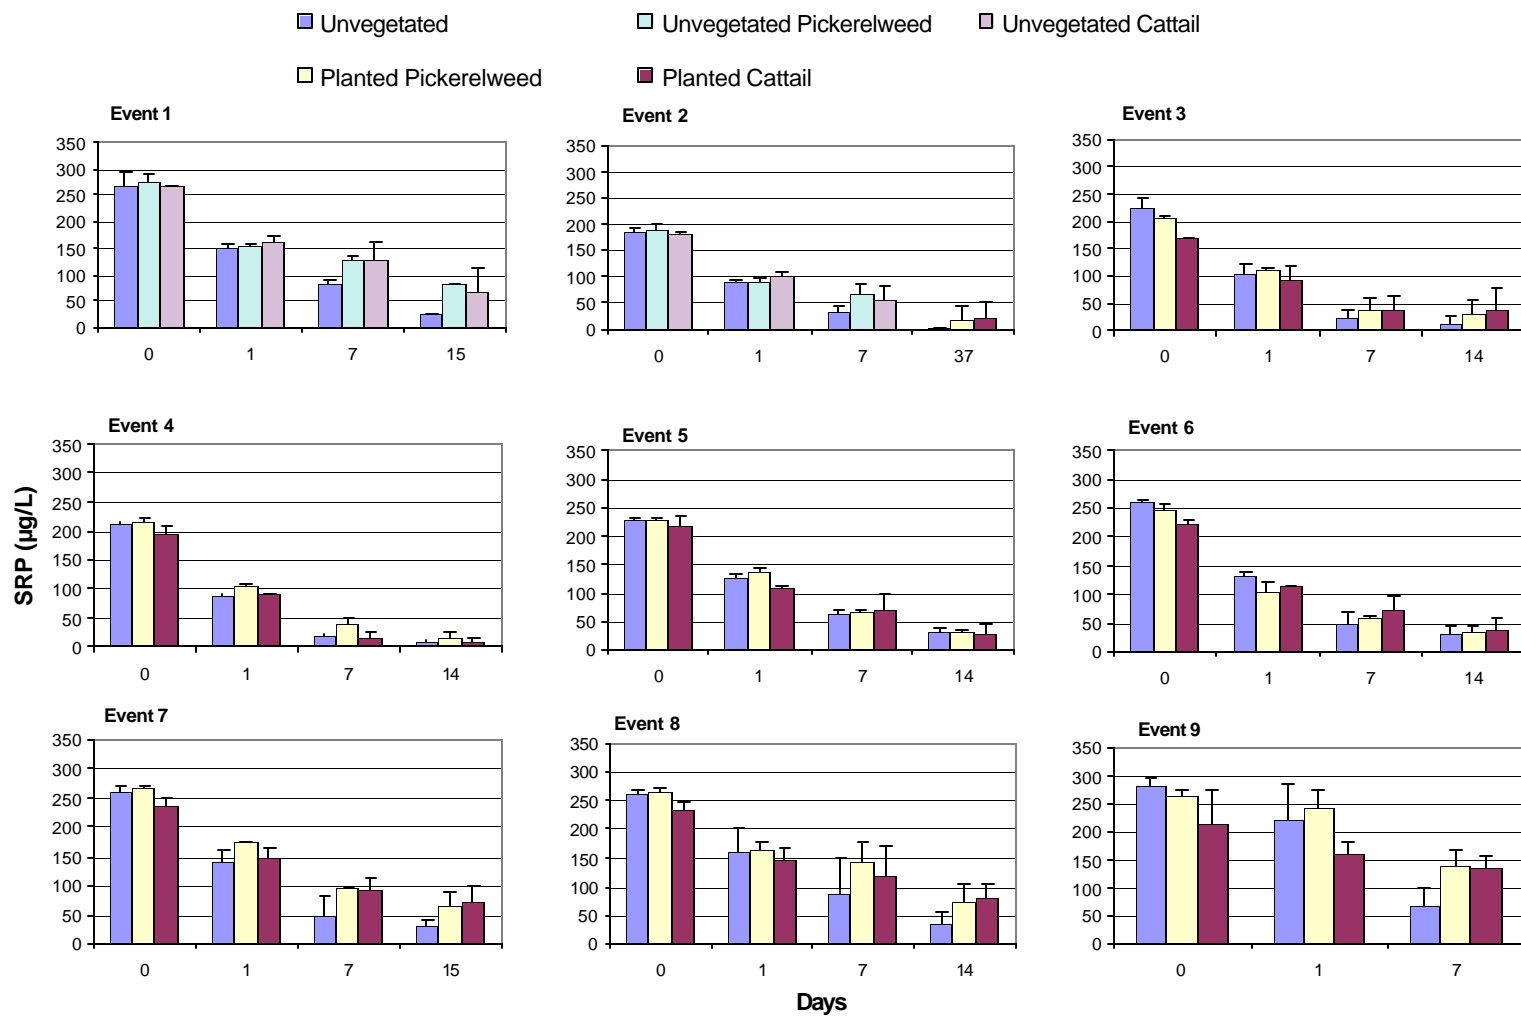 Unvegetated
Unvegetated Pickerelweed
Unvegetated Cattail
Planted Pickerelweed
Planted Cattail
Event 1
350
300
250
200
150
100
50
0
0 1 7 15
Event 2
350
300
250
200
150
100
50
0
0 1 7 37
Event 3
350
300
250
200
150
100
50
0
0 1 7 14
SRP (µg/L)
Event 4
350
300
250
200
150
100
50
0
0 1 7 14
Event 5
350
300
250
200
150
100
50
0
0 1 7 14
Event 6
350
300
250
200
150
100
50
0
0 1 7 14
Event 7
350
300
250
200
150
100
50
0
0 1 7 15
Event 8
350
300
250
200
150
100
50
0
0 1 7 14
Event 9
350
300
250
200
150
100
50
0
0 1 7
Days